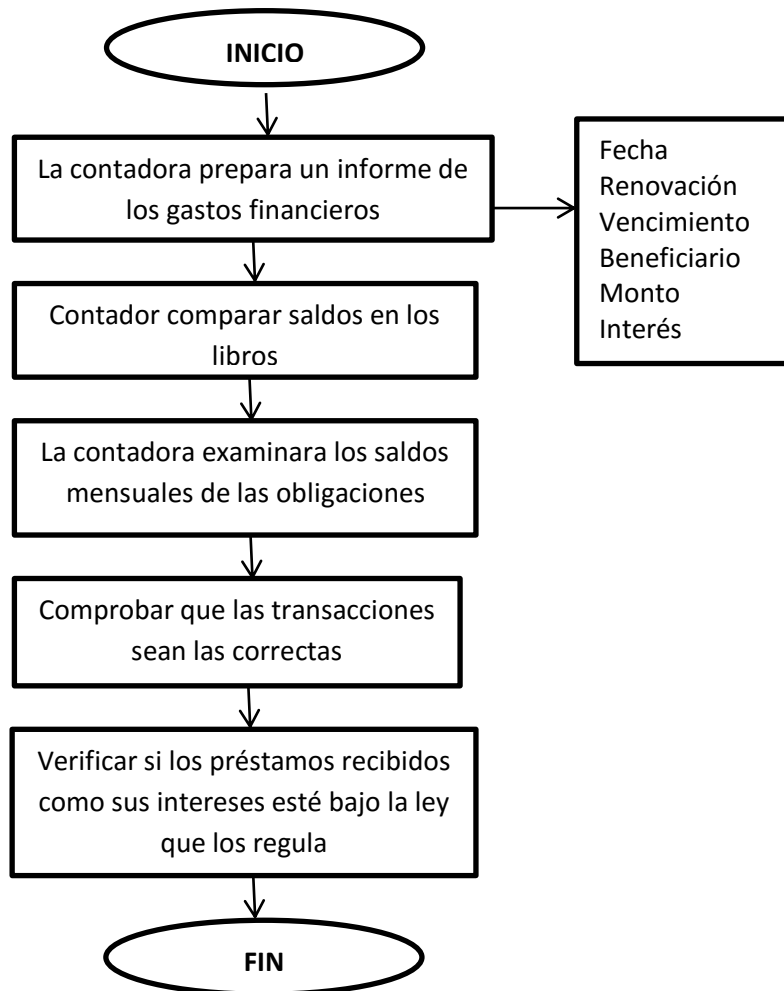 INICIO
La contadora prepara un informe de
los gastos financieros
Fecha
Renovación
Vencimiento
Beneficiario
Monto
Interés
Contador comparar saldos en los
libros
La contadora examinara los saldos
mensuales de las obligaciones
Comprobar que las transacciones
sean las correctas
Verificar si los préstamos recibidos
como sus intereses esté bajo la ley
que los regula
FIN